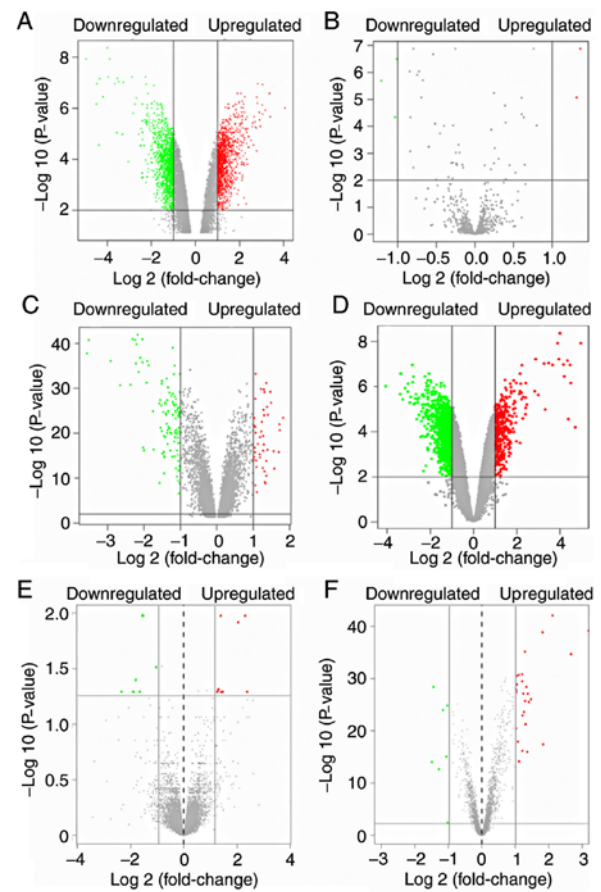 A
Downregulated Upregulated
8
6
4
2
−Log 10 (P-value)
−4 −2 0 2 4
Log 2 (fold-change)
B
Downregulated Upregulated
7
6
5
4
3
2
1
0
−Log 10 (P-value)
−1.0 −0.5 0.0 0.5 1.0
Log 2 (fold-change)
C
Downregulated Upregulated
40
30
20
10
0
−Log 10 (P-value)
−3 −2 −1 0 1 2
Log 2 (fold-change)
D
Downregulated Upregulated
8
6
4
2
0
−Log 10 (P-value)
−4 −2 0 2 4
Log 2 (fold-change)
E
Downregulated Upregulated
2.0
1.5
1.0
0.5
0
−Log 10 (P-value)
−4 −2 0 2 4
Log 2 (fold-change)
F
Downregulated Upregulated
40
30
20
10
0
−Log 10 (P-value)
−3 −2 −1 0 1 2 3
Log 2 (fold-change)